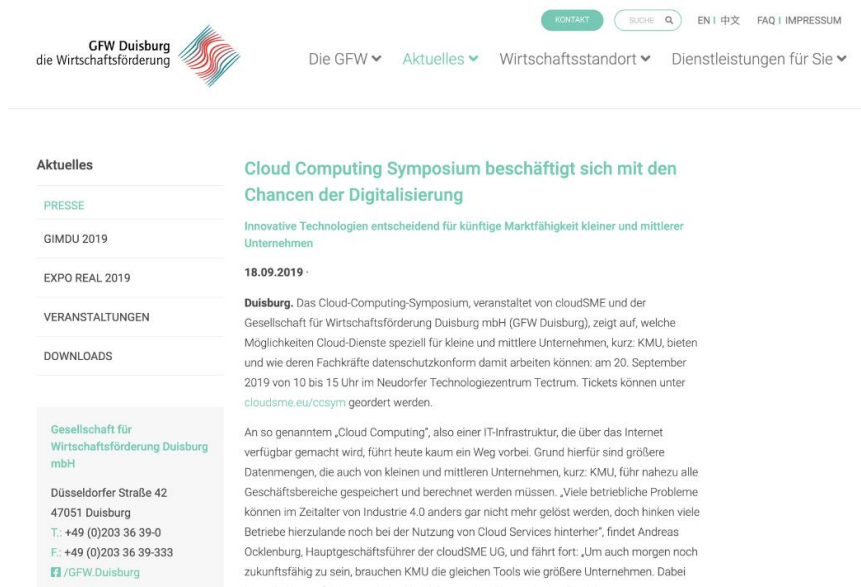 KONTAKT
SUCHE
EN I 中文 FAQ I IMPRESSUM
GFW Duisburg
die Wirtschaftsförderung
Die GFW Aktuelles Wirtschaftsstandort Dienstleistungen für Sie
Aktuelles
PRESSE
GIMDU 2019
EXPO REAL 2019
VERANSTALTUNGEN
DOWNLOADS
Gesellschaft für
Wirtschaftsförderung Duisburg
mbH
Düsseldorfer Straße 42
47051 Duisburg
T.: +49 (0)203 36 39-0
F.: +49 (0)203 36 39-333
/GFW.Duisburg
Cloud Computing Symposium beschäftigt sich mit den
Chancen der Digitalisierung
Innovative Technologien entscheidend für künftige Marktfähigkeit kleiner und mittlerer
Unternehmen
18.09.2019 ·
Duisburg. Das Cloud-Computing-Symposium, veranstaltet von cloudSME und der
Gesellschaft für Wirtschaftsförderung Duisburg mbH (GFW Duisburg), zeigt auf, welche
Möglichkeiten Cloud-Dienste speziell für kleine und mittlere Unternehmen, kurz: KMU, bieten
und wie deren Fachkräfte datenschutzkonform damit arbeiten können: am 20. September
2019 von 10 bis 15 Uhr im Neudorfer Technologiezentrum Tectrum. Tickets können unter
cloudsme.eu/ccsym geordert werden.
An so genanntem „Cloud Computing“, also einer IT-Infrastruktur, die über das Internet
verfügbar gemacht wird, führt heute kaum ein Weg vorbei. Grund hierfür sind größere
Datenmengen, die auch von kleinen und mittleren Unternehmen, kurz: KMU, führ nahezu alle
Geschäftsbereiche gespeichert und berechnet werden müssen. „Viele betriebliche Probleme
können im Zeitalter von Industrie 4.0 anders gar nicht mehr gelöst werden, doch hinken viele
Betriebe hierzulande noch bei der Nutzung von Cloud Services hinterher“, findet Andreas
Ocklenburg, Hauptgeschäftsführer der cloudSME UG, und fährt fort: „Um auch morgen noch
zukunftsfähig zu sein, brauchen KMU die gleichen Tools wie größere Unternehmen. Dabei